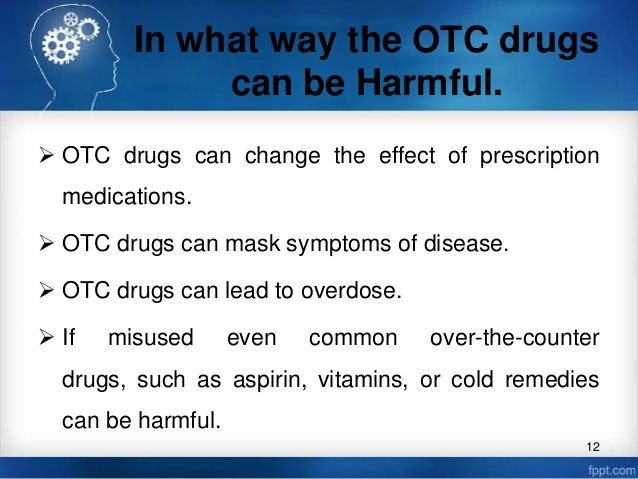 In what way the OTC drugs
can be Harmful.
➢ OTC drugs can change the effect of prescription
medications.
➢ OTC drugs can mask symptoms of disease.
➢ OTC drugs can lead to overdose.
➢ If misused even common over-the-counter
drugs, such as aspirin, vitamins, or cold remedies
can be harmful.
12
fppt.com